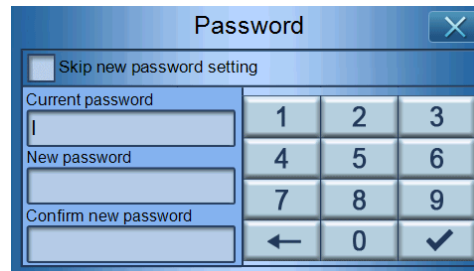 Password
Skip new password setting
Current password
New password
Confirm new password
1 2 3
4 5 6
7 8 9
0